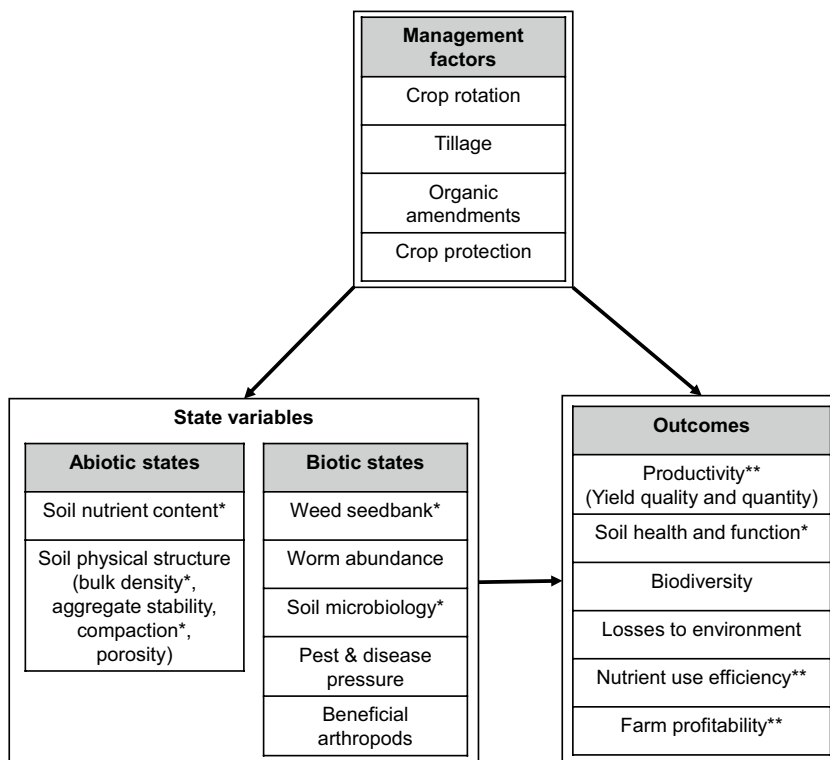 Management
factors
Crop rotation
Tillage
Organic
amendments
Crop protection
State variables
Abiotic states
Soil nutrient content*
Soil physical structure
(bulk density*,
aggregate stability,
compaction*,
porosity)
Biotic states
Weed seedbank*
Worm abundance
Soil microbiology*
Pest & disease
pressure
Beneficial
arthropods
Outcomes
Productivity**
(Yield quality and quantity)
Soil health and function*
Biodiversity
Losses to environment
Nutrient use efficiency**
Farm profitability**